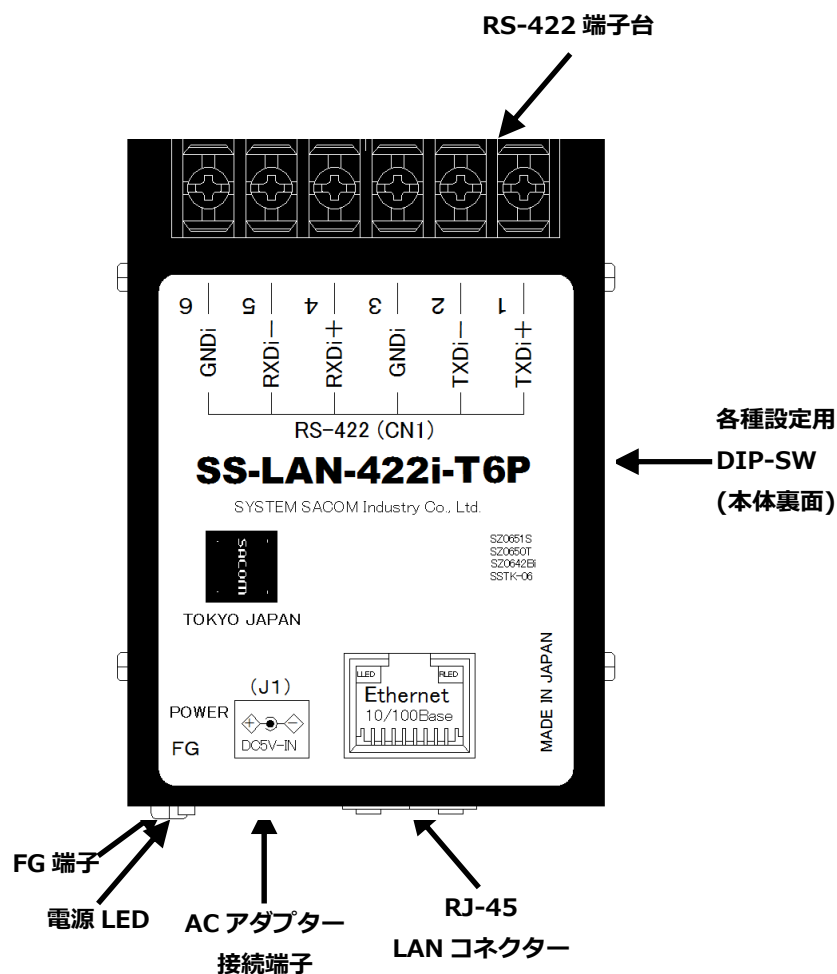 RS-422 端子台
6 5 4 3 2 1
GNDi RXDi− RXDi+ GNDi TXDi− TXDi+
RS-422 (CN1)
SS-LAN-422i-T6P
SYSTEM SACOM Industry Co., Ltd.
各種設定用
DIP-SW
(本体裏面)
SZ0651S
SZ0650T
SZ0642Bi
SSTK-06
SACOM
TOKYO JAPAN
MADE IN JAPAN
(J1)
POWER
FG
DC5V-IN
LLED RLED
Ethernet
10/100Base
FG 端子
電源 LED
AC アダプター
接続端子
RJ-45
LAN コネクター